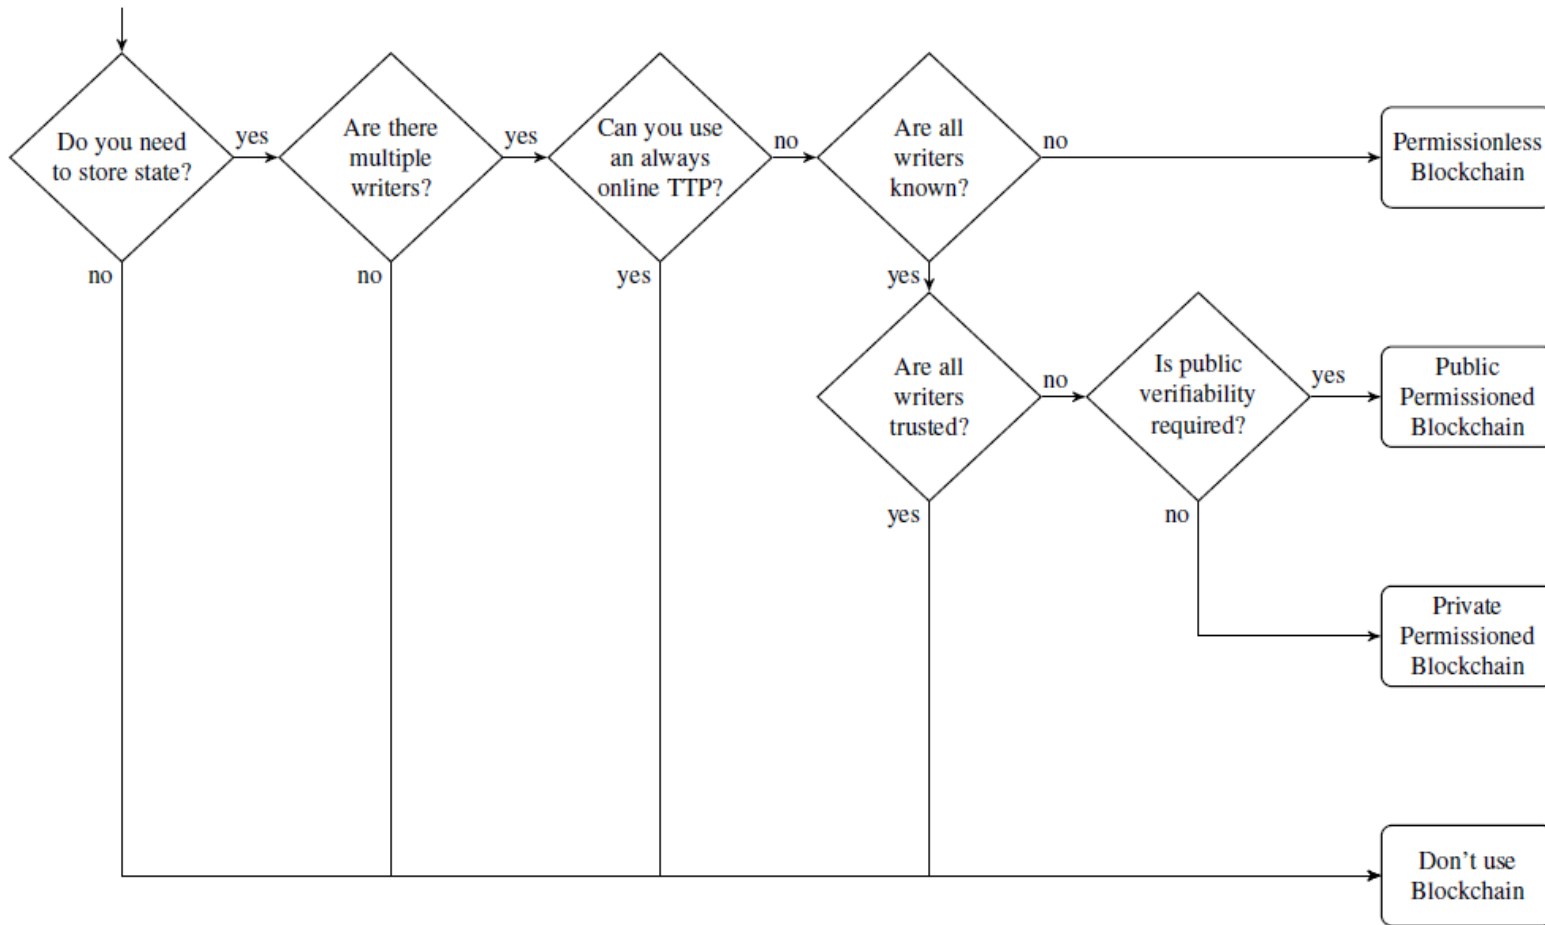 Do you need
to store state?
yes
no
Are there
multiple
writers?
yes
no
Can you use
an always
online TTP?
no
yes
Are all
writers
known?
no
yes
Permissionless
Blockchain
Are all
writers
trusted?
no
yes
Is public
verifiability
required?
yes
no
Public
Permissioned
Blockchain
Private
Permissioned
Blockchain
Don't use
Blockchain